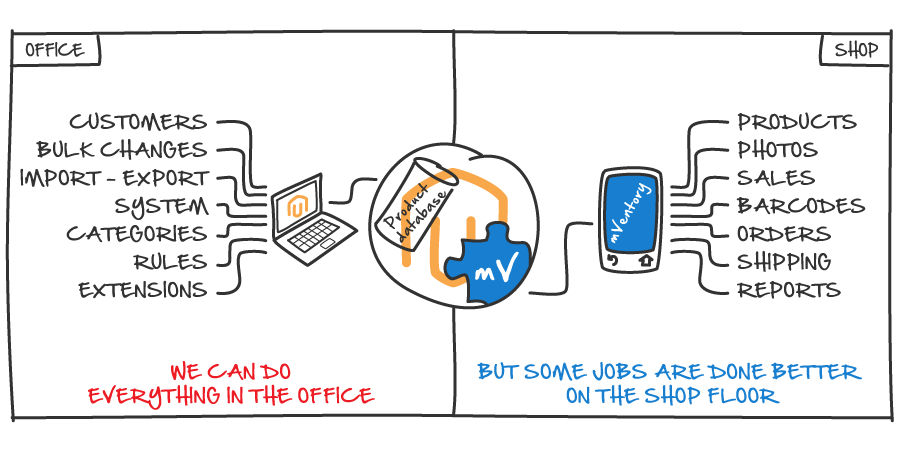 OFFICE
SHOP
CUSTOMERS
BULK CHANGES
IMPORT - EXPORT
SYSTEM
CATEGORIES
RULES
EXTENSIONS
Product
database
mV
mVentory
PRODUCTS
PHOTOS
SALES
BARCODES
ORDERS
SHIPPING
REPORTS
WE CAN DO
EVERYTHING IN THE OFFICE
BUT SOME JOBS ARE DONE BETTER
ON THE SHOP FLOOR